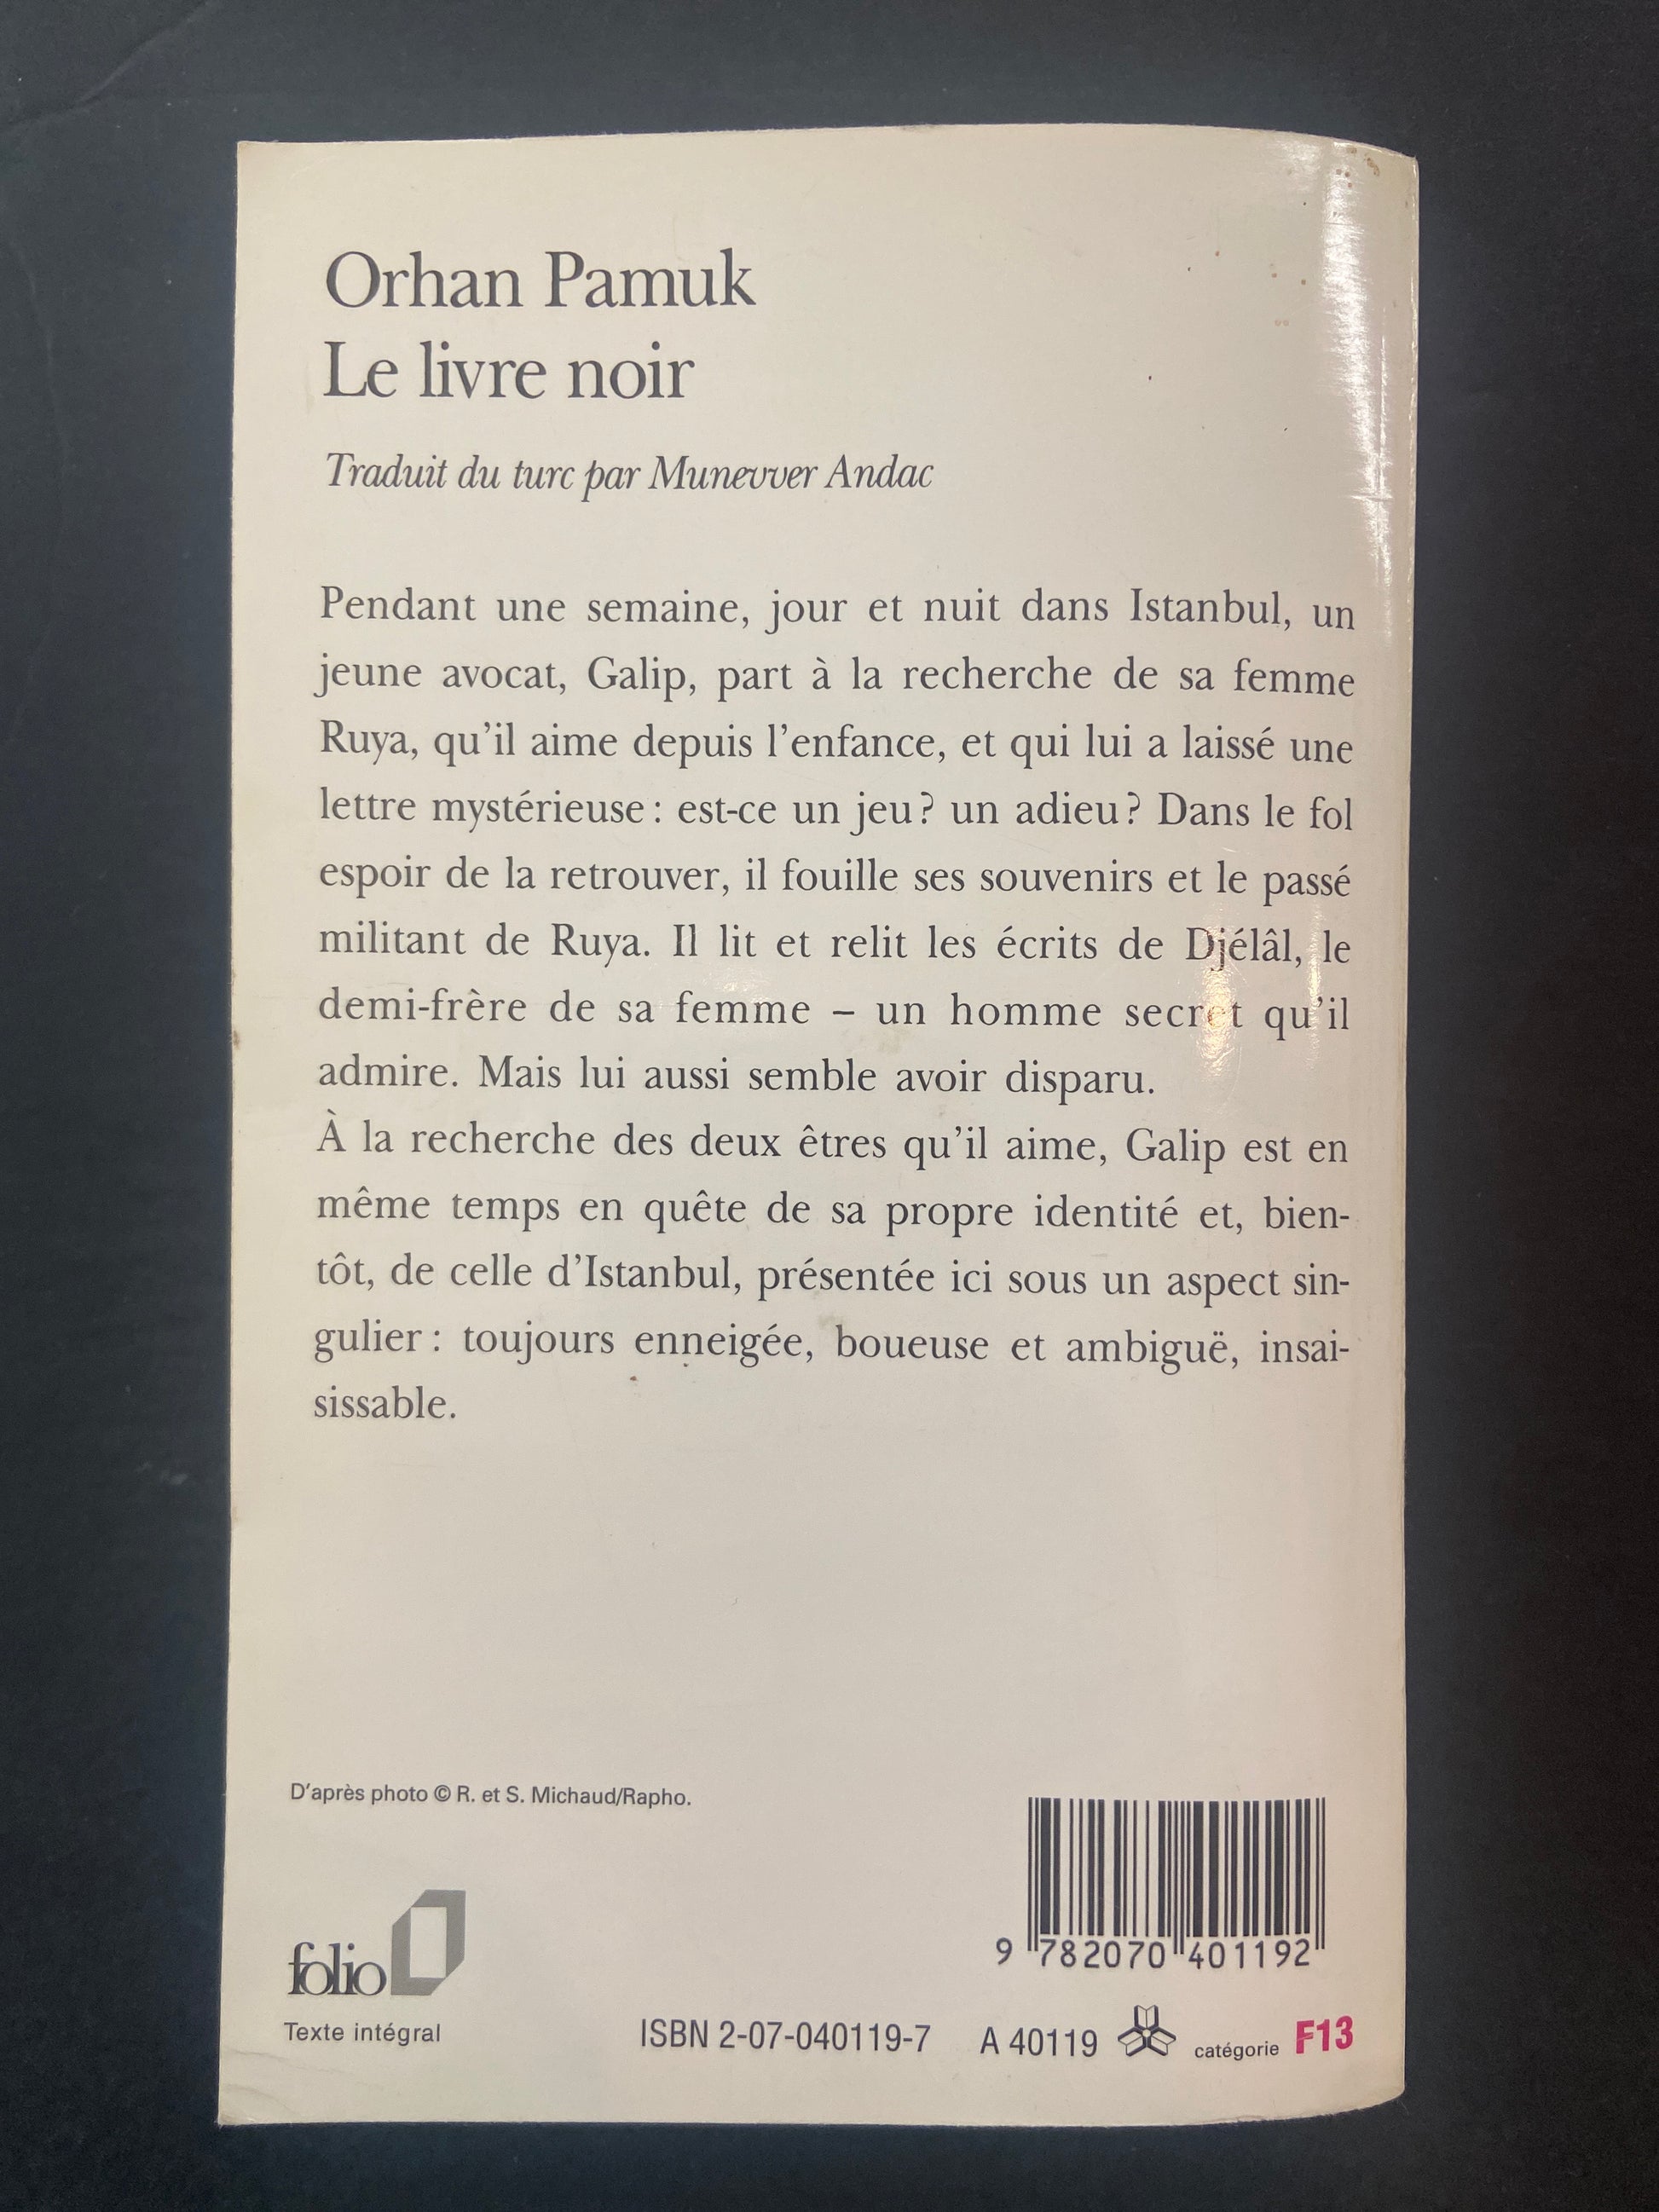 Orhan Pamuk
Le livre noir
Traduit du turc par Munevver Andac
Pendant une semaine, jour et nuit dans Istanbul, un
jeune avocat, Galip, part à la recherche de sa femme
Ruya, qu'il aime depuis l'enfance, et qui lui a laissé une
lettre mystérieuse : est-ce un jeu ? un adieu ? Dans le fol
espoir de la retrouver, il fouille ses souvenirs et le passé
militant de Ruya. Il lit et relit les écrits de Djélâl, le
demi-frère de sa femme – un homme secret qu'il
admire. Mais lui aussi semble avoir disparu.
À la recherche des deux êtres qu'il aime, Galip est en
même temps en quête de sa propre identité et, bien-
tôt, de celle d'Istanbul, présentée ici sous un aspect sin-
gulier : toujours enneigée, boueuse et ambiguë, insai-
sissable.
D'après photo © R. et S. Michaud/Rapho.
9 782070 401192
folio
Texte intégral
ISBN 2-07-040119-7 A 40119 catégorie F13